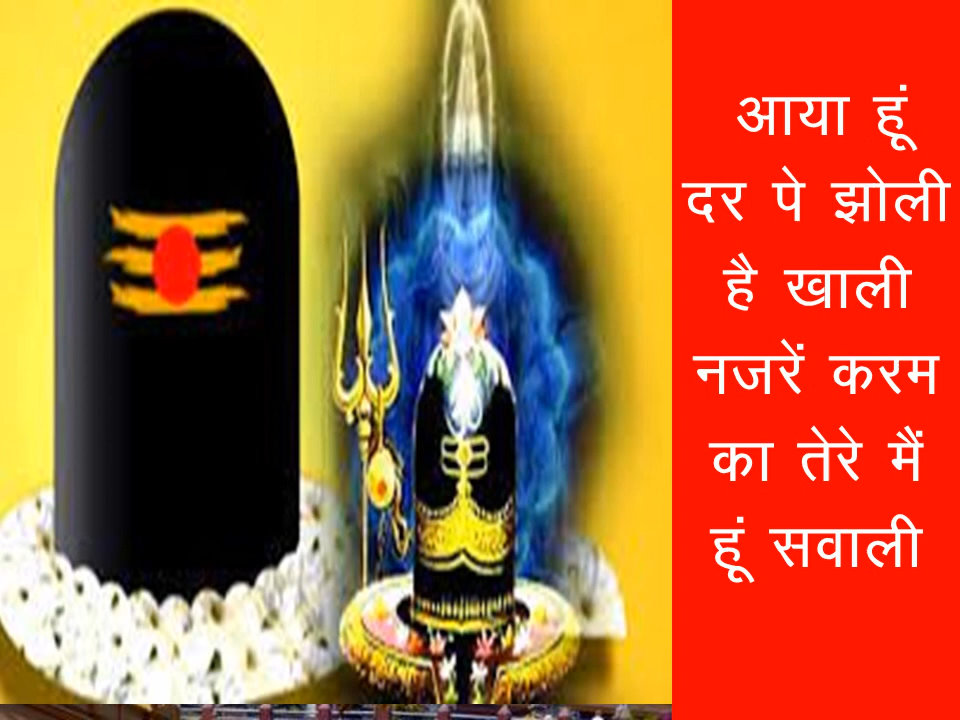 आया हूं
दर पे झोली
है खाली
नजरें करम
का तेरे मैं
हूं सवाली